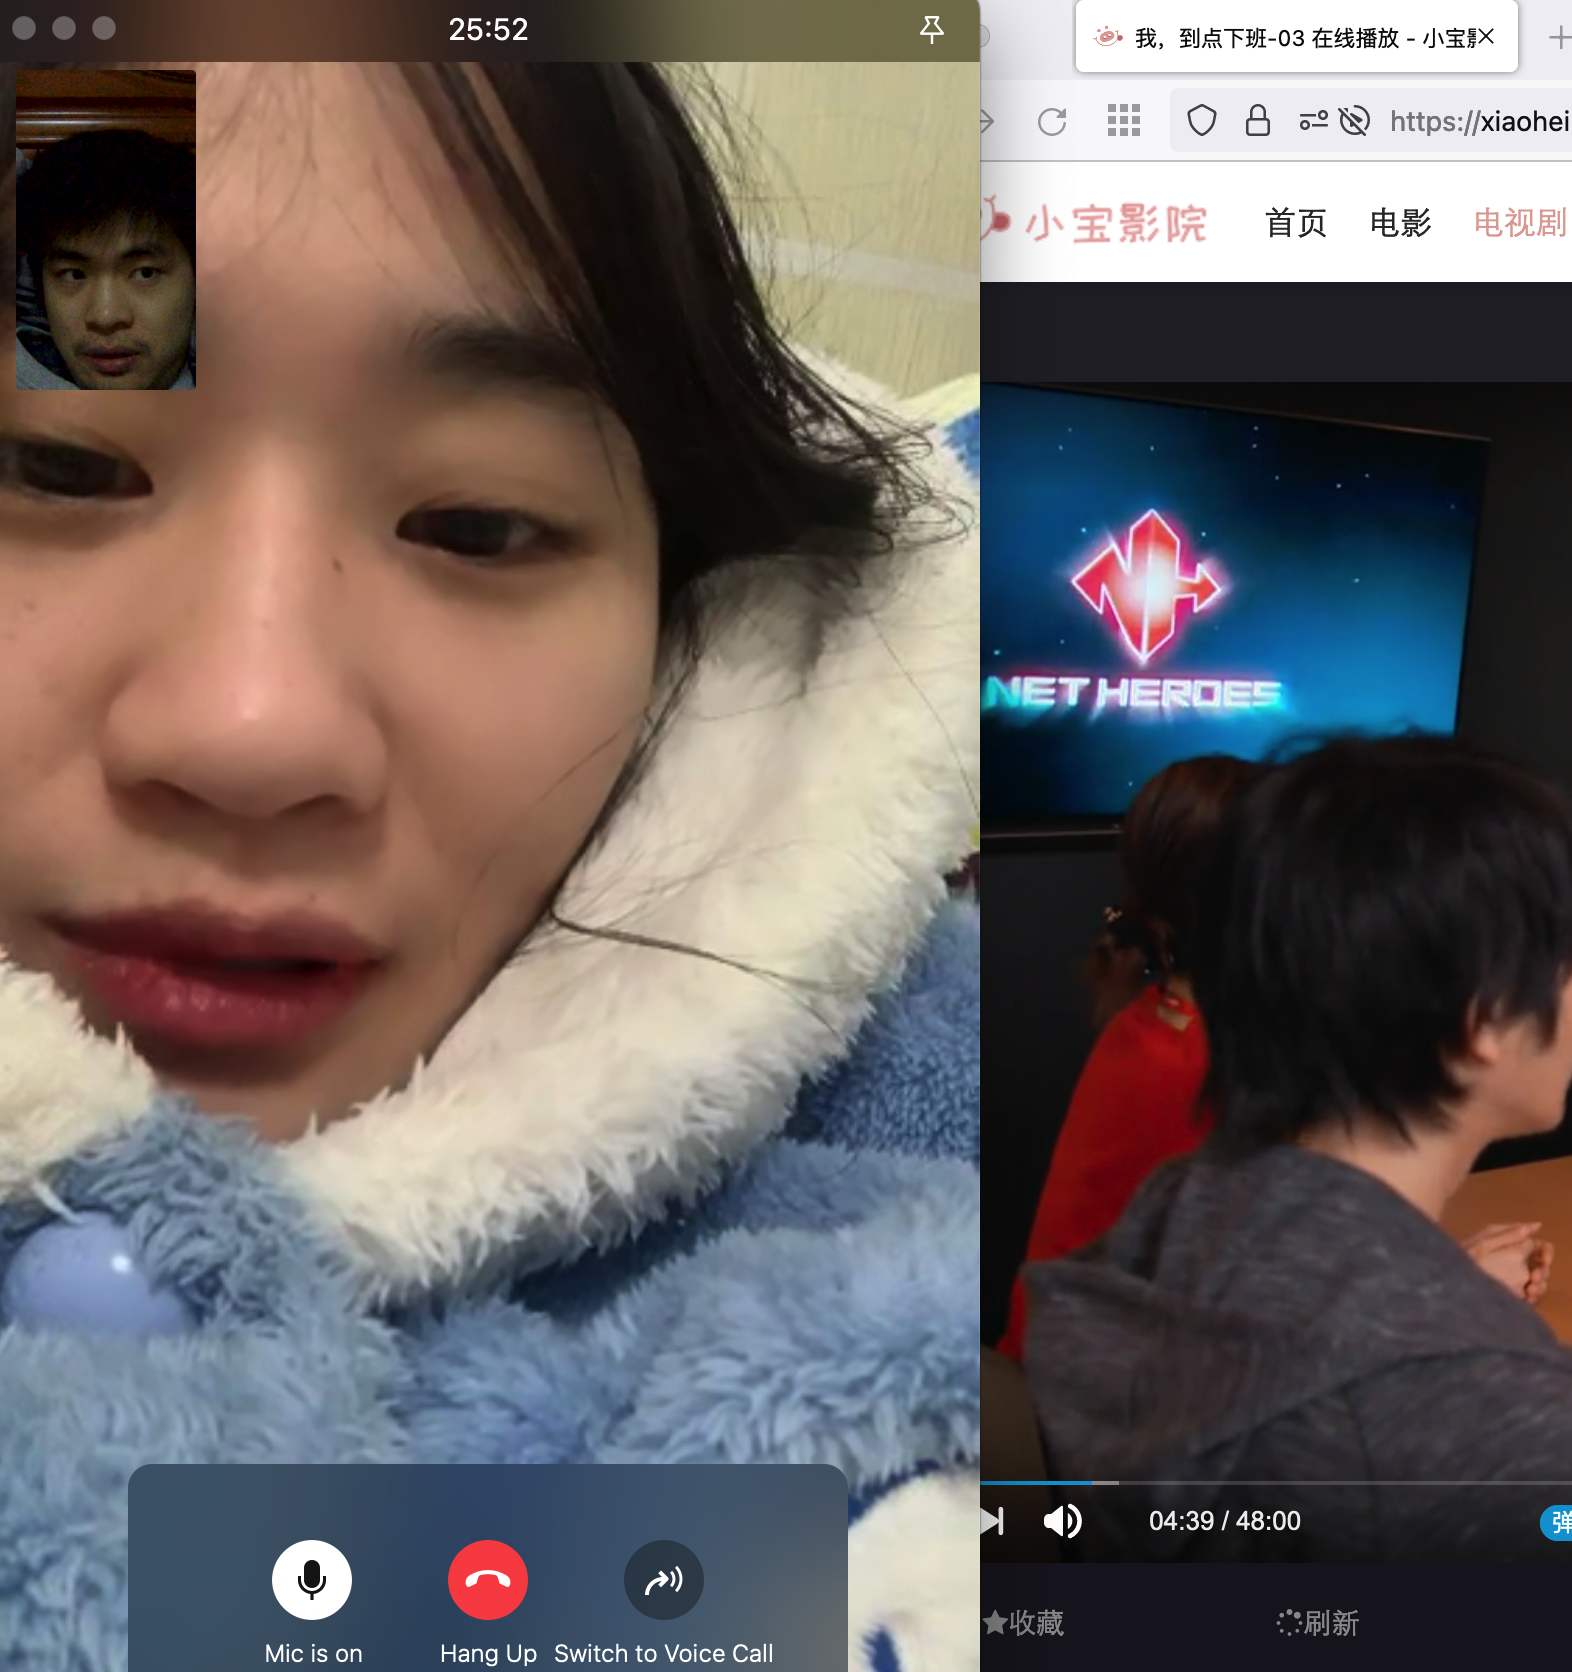 25:52
我，到点下班-03 在线播放 - 小宝影
https://xiaohei
小宝影院
首页
电影
电视剧
NET HEROES
04:39 / 48:00
弹
收藏
刷新
Mic is on
Hang Up
Switch to Voice Call